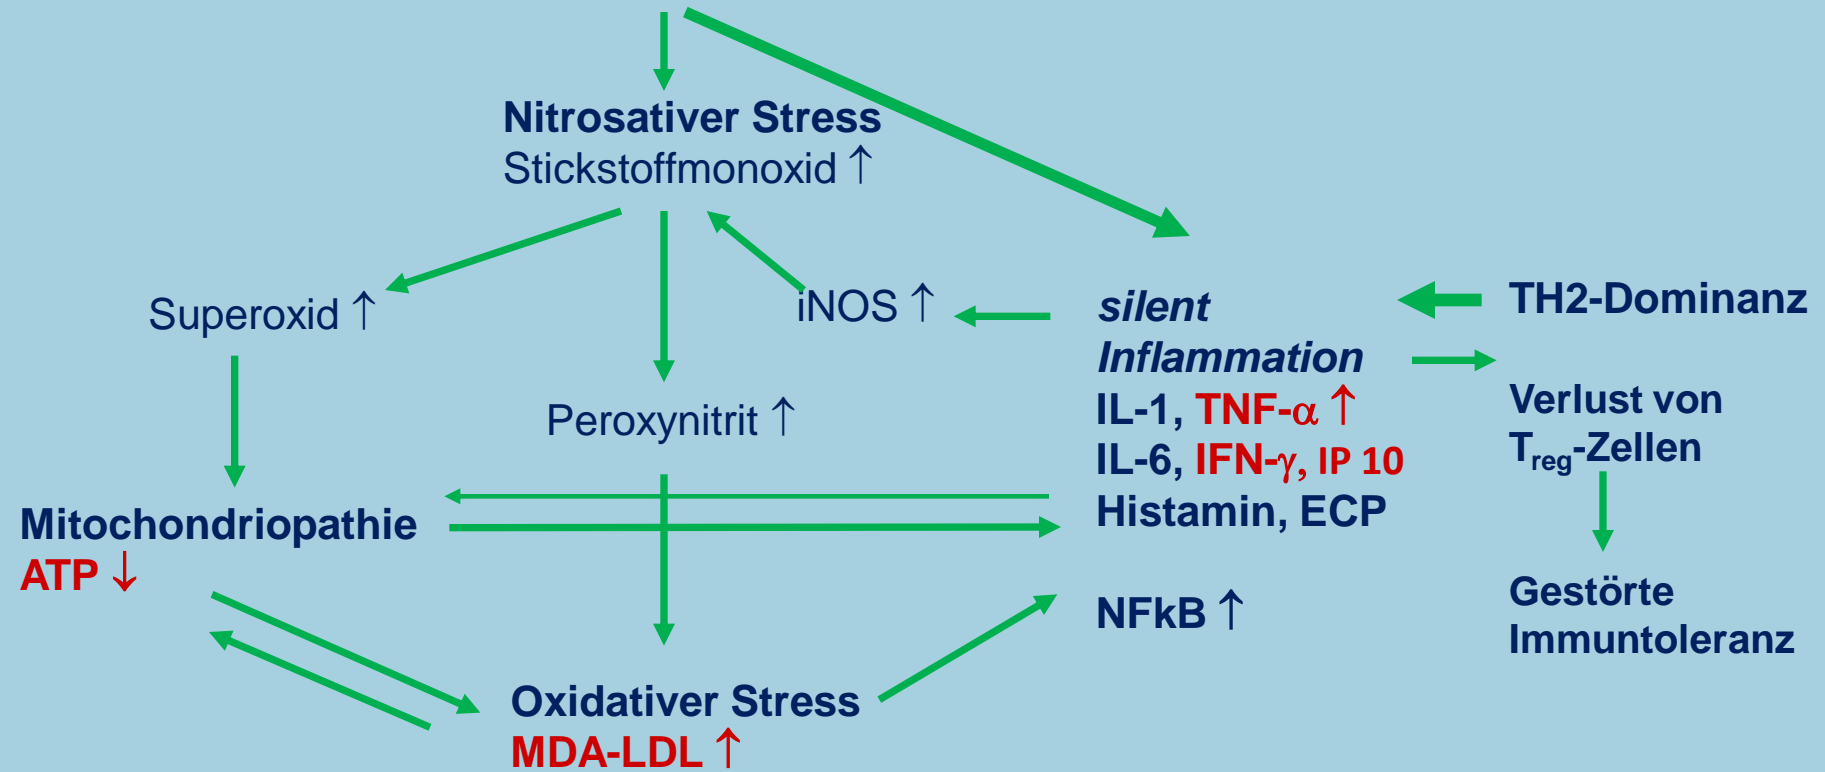 Nitrosativer Stress
Stickstoffmonoxid ↑
Superoxid ↑
iNOS ↑
Peroxynitrit ↑
Mitochondriopathie
ATP ↓
Oxidativer Stress
MDA-LDL ↑
silent
Inflammation
IL-1, TNF-α ↑
IL-6, IFN-γ, IP 10
Histamin, ECP
NFkB ↑
TH2-Dominanz
Verlust von
Treg-Zellen
Gestörte
Immuntoleranz